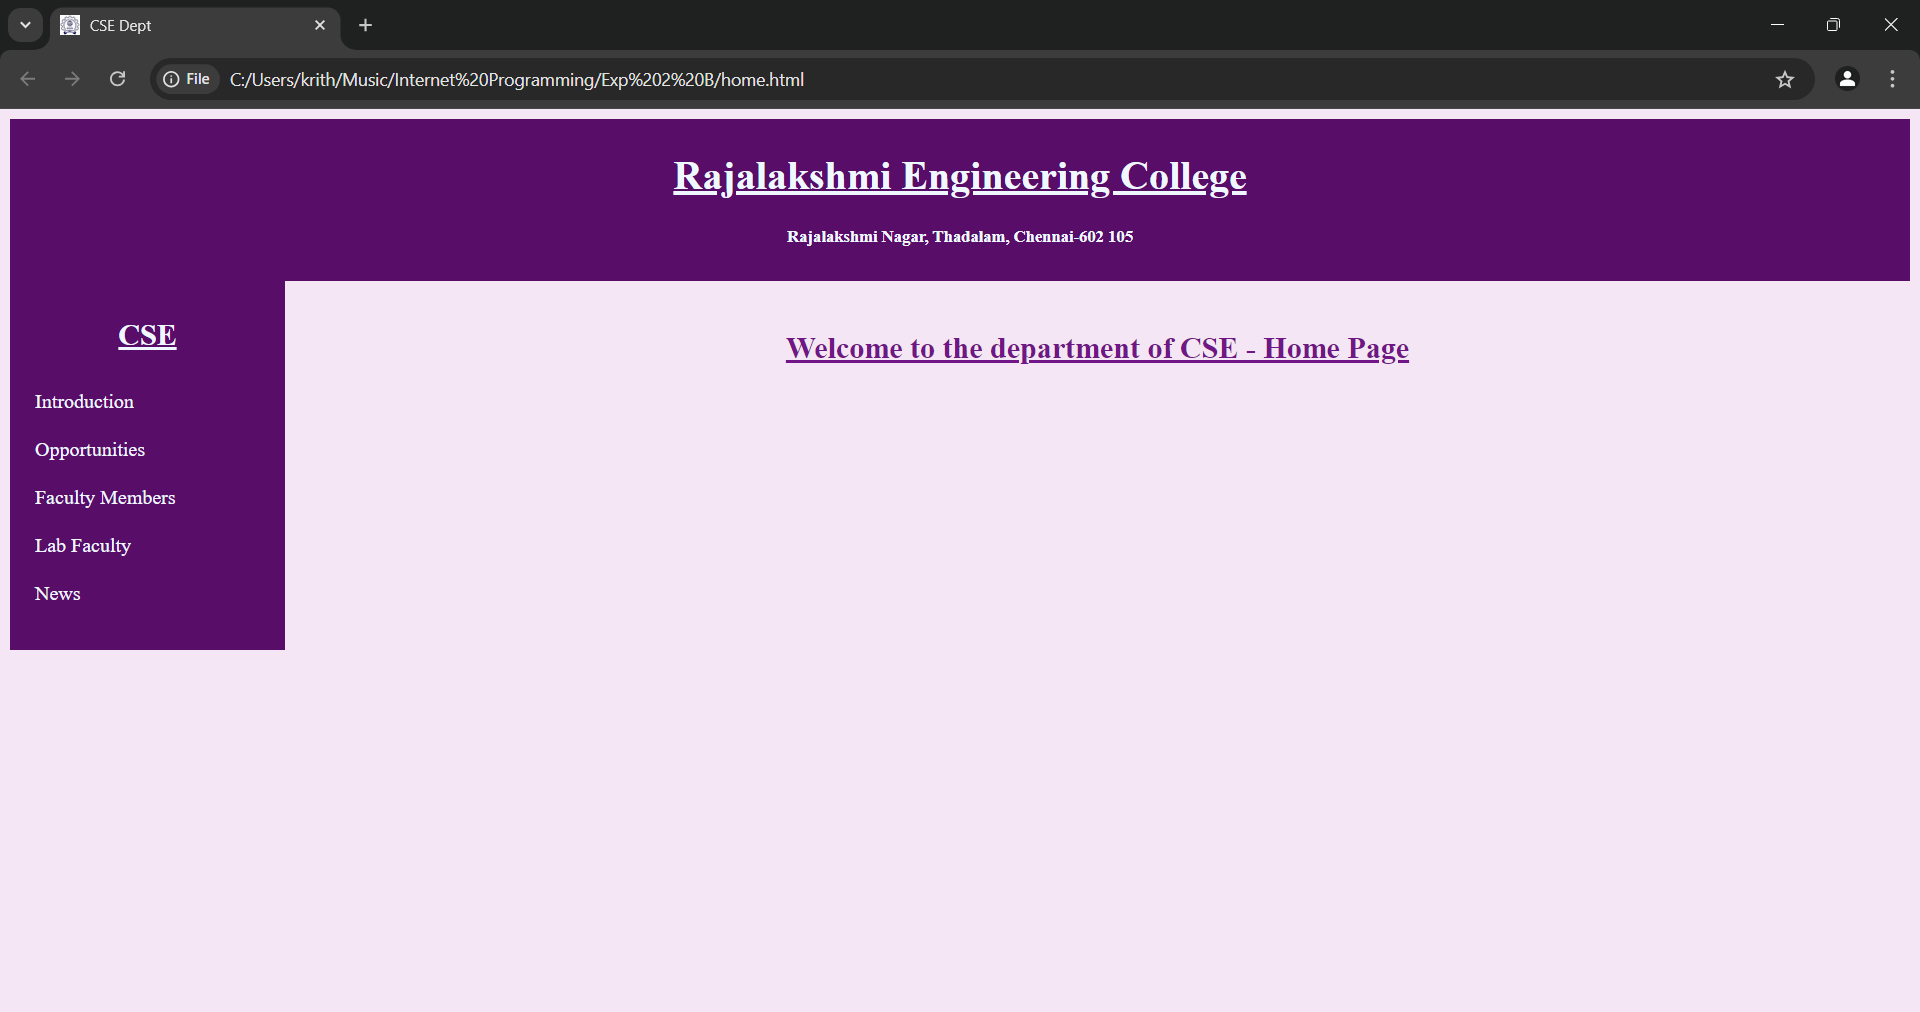 CSE Dept
File C:/Users/krith/Music/Internet%20Programming/Exp%202%20B/home.html
Rajalakshmi Engineering College
Rajalakshmi Nagar, Thadalam, Chennai-602 105
CSE
Welcome to the department of CSE - Home Page
Introduction
Opportunities
Faculty Members
Lab Faculty
News